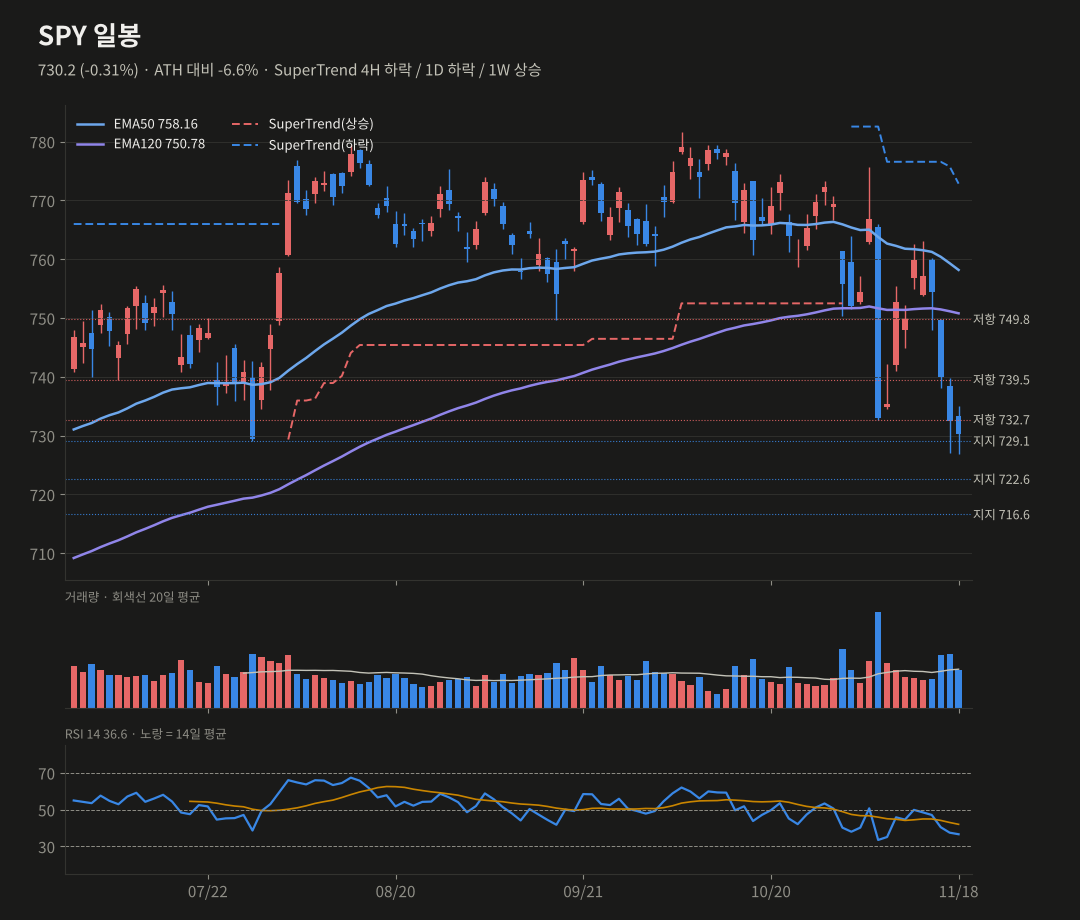 SPY 일봉
730.2 (-0.31%) · ATH 대비 -6.6% · SuperTrend 4H 하락 / 1D 하락 / 1W 상승
EMA50 758.16
SuperTrend(상승)
EMA120 750.78
SuperTrend(하락)
780
770
760
750
740
730
720
710
저항 749.8
저항 739.5
저항 732.7
지지 729.1
지지 722.6
지지 716.6
거래량 · 회색선 20일 평균
RSI 14 36.6 · 노랑 = 14일 평균
70
50
30
07/22
08/20
09/21
10/20
11/18